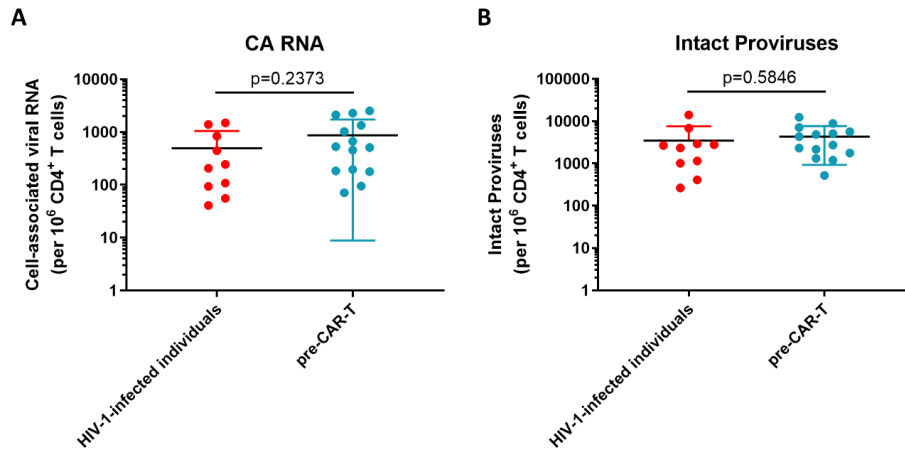 A
CA RNA
p=0.2373
Cell-associated viral RNA
(per 10⁶ CD4⁺ T cells)
10000
1000
100
10
1
HIV-1-infected individuals
pre-CAR-T
B
Intact Proviruses
p=0.5846
Intact Proviruses
(per 10⁶ CD4⁺ T cells)
100000
10000
1000
100
10
1
HIV-1-infected individuals
pre-CAR-T